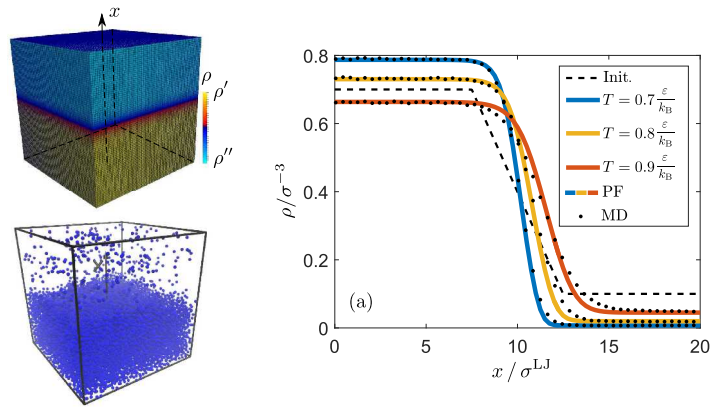 x
ρ
ρ′
ρ″
0.8
0.6
0.4
0.2
0
ρ/σ⁻³
Init.
T = 0.7 ε/k_B
T = 0.8 ε/k_B
T = 0.9 ε/k_B
PF
MD
(a)
0 5 10 15 20
x / σ^LJ